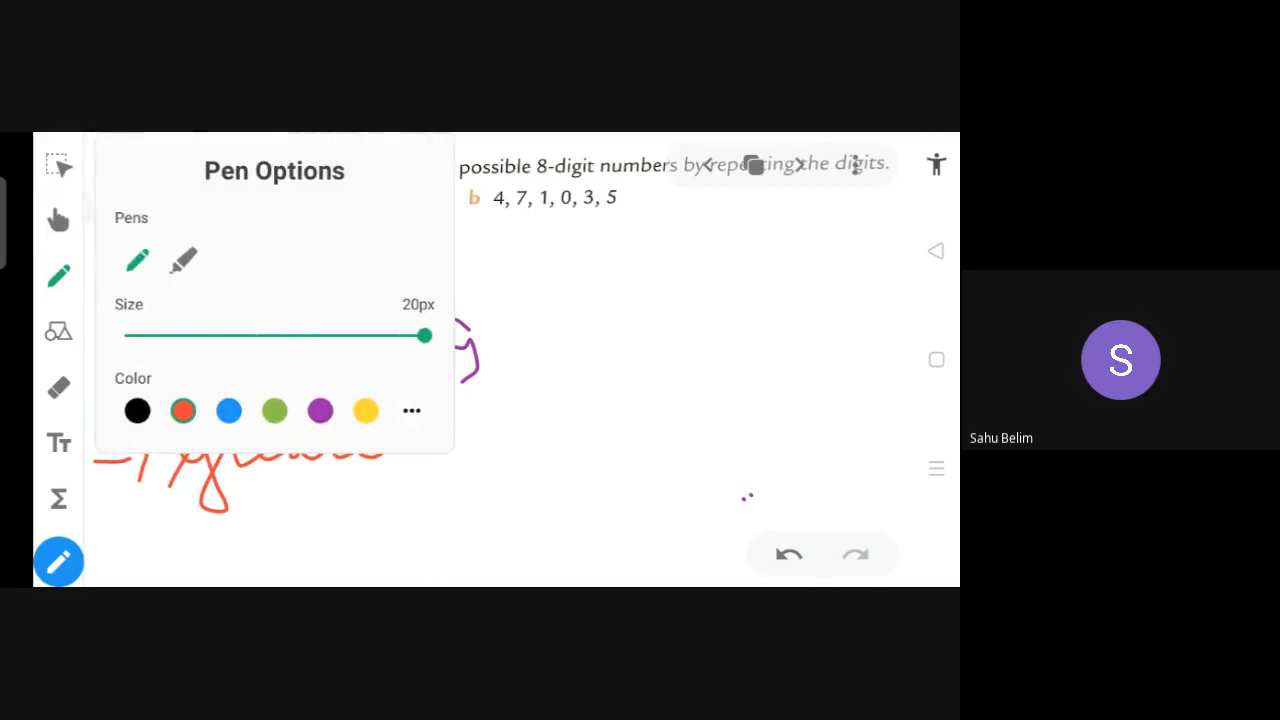 Pen Options
possible 8-digit numbers by repeating the digits.
b 4, 7, 1, 0, 3, 5
Pens
Size 20px
Color
Tт
Σ
S
Sahu Belim